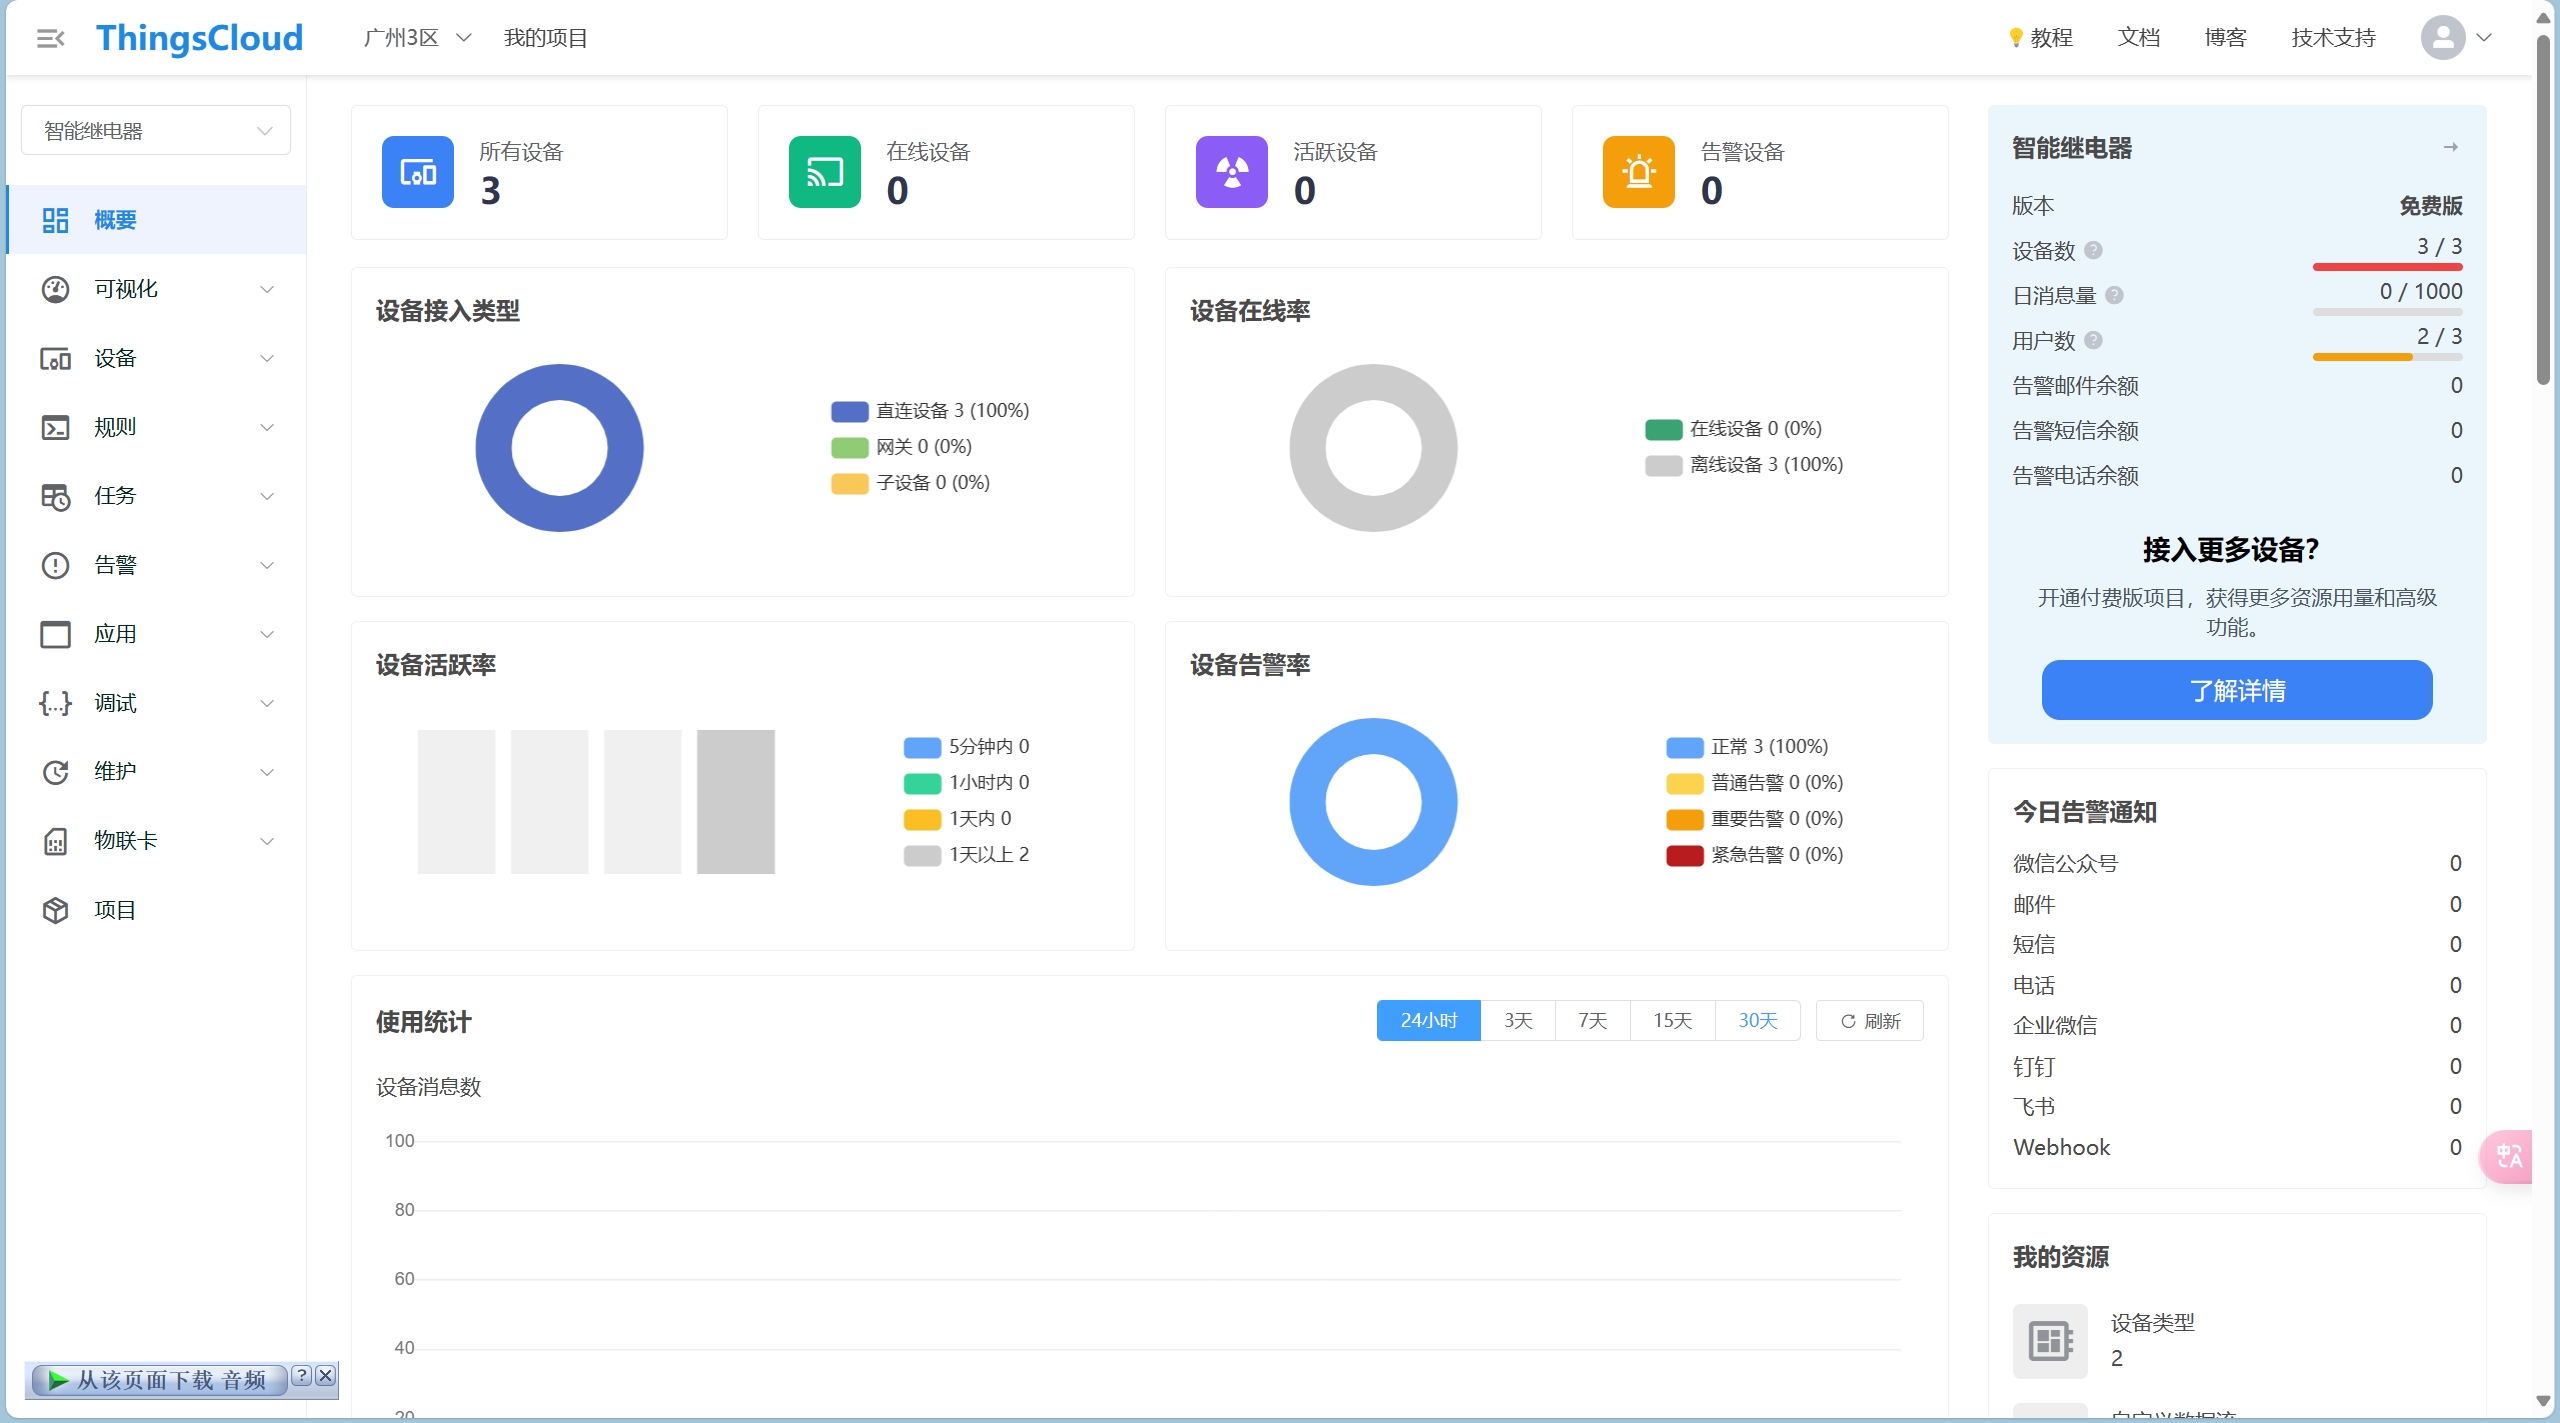 ThingsCloud
广州3区
我的项目
教程
文档
博客
技术支持
智能继电器
概要
可视化
设备
规则
任务
告警
应用
调试
维护
物联卡
项目
所有设备
3
在线设备
0
活跃设备
0
告警设备
0
设备接入类型
直连设备 3 (100%)
网关 0 (0%)
子设备 0 (0%)
设备在线率
在线设备 0 (0%)
离线设备 3 (100%)
设备活跃率
5分钟内 0
1小时内 0
1天内 0
1天以上 2
设备告警率
正常 3 (100%)
普通告警 0 (0%)
重要告警 0 (0%)
紧急告警 0 (0%)
使用统计
24小时
3天
7天
15天
30天
刷新
设备消息数
100
80
60
40
20
智能继电器
版本 免费版
设备数 ? 3 / 3
日消息量 ? 0 / 1000
用户数 ? 2 / 3
告警邮件余额 0
告警短信余额 0
告警电话余额 0
接入更多设备?
开通付费版项目，获得更多资源用量和高级
功能。
了解详情
今日告警通知
微信公众号 0
邮件 0
短信 0
电话 0
企业微信 0
钉钉 0
飞书 0
Webhook 0
中A
我的资源
设备类型
2
自定义数据流
从该页面下载 音频
?